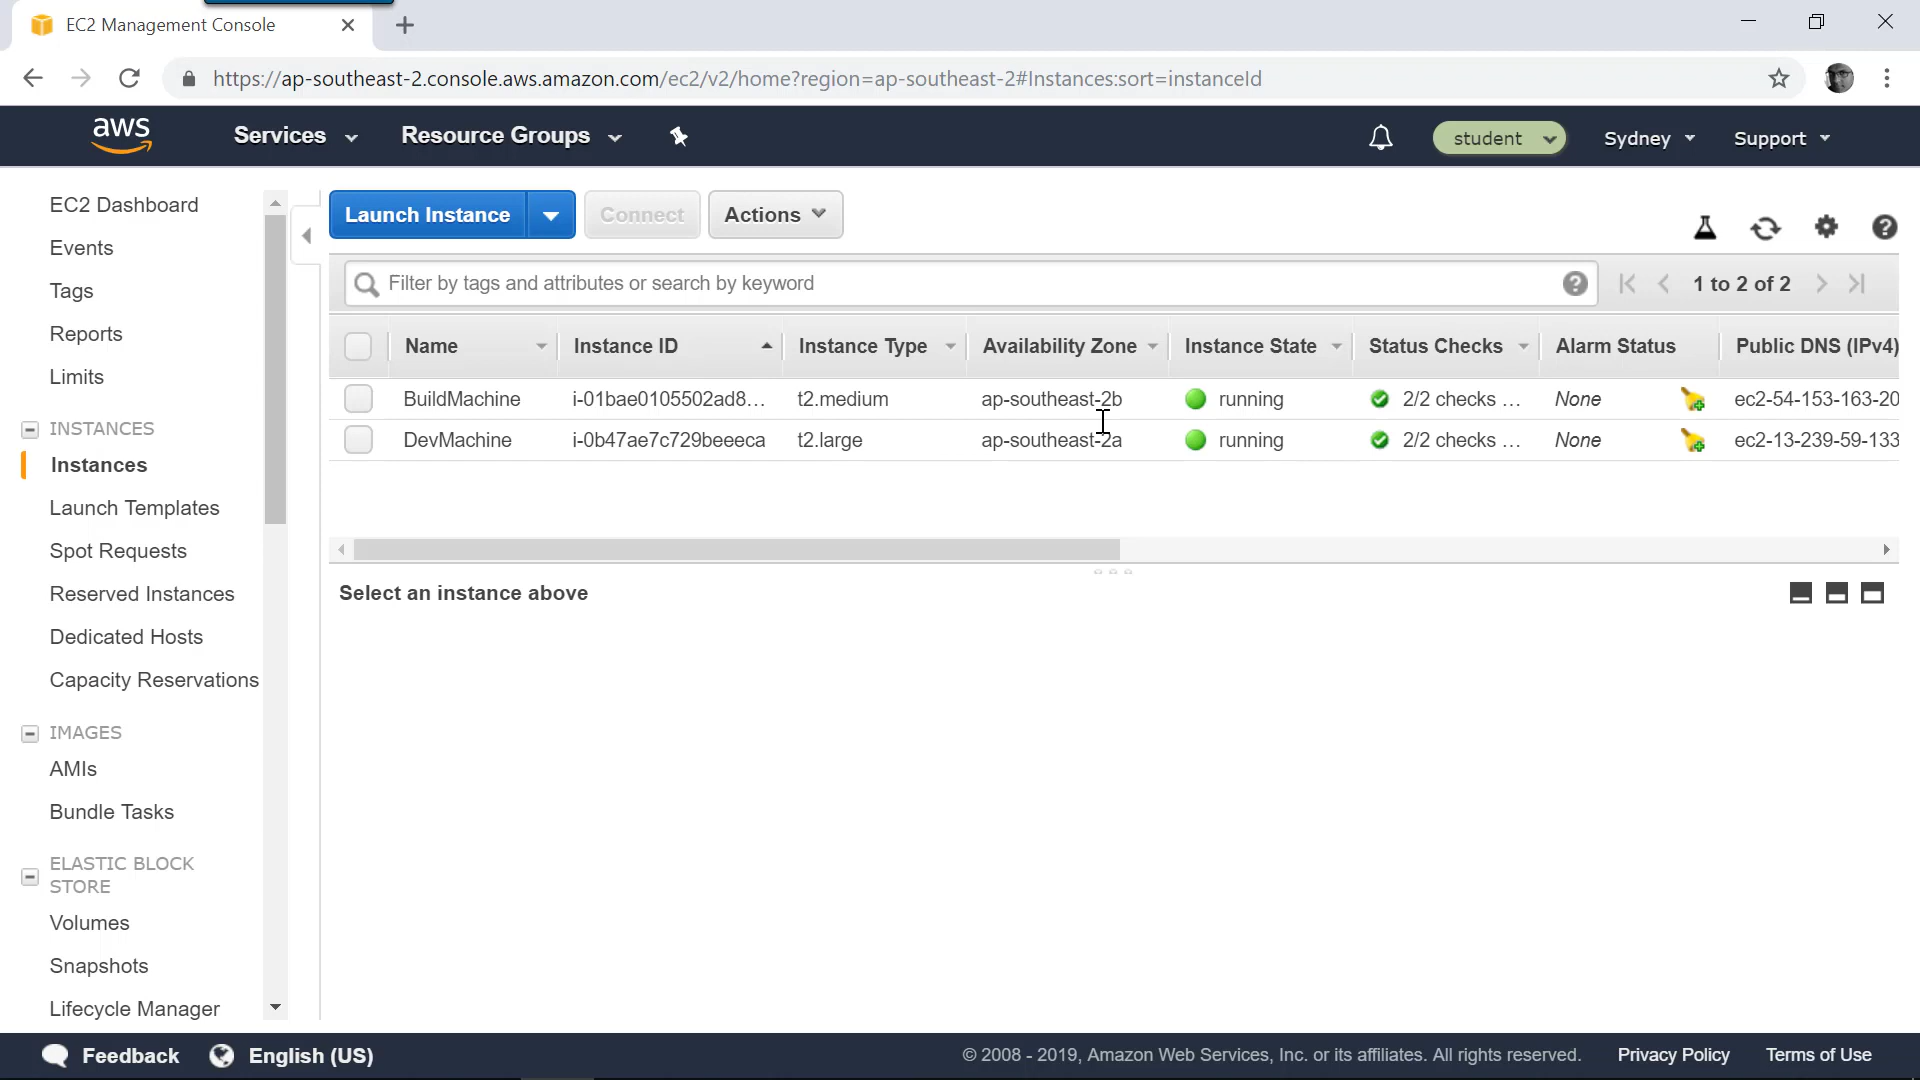 EC2 Management Console
https://ap-southeast-2.console.aws.amazon.com/ec2/v2/home?region=ap-southeast-2#Instances:sort=instanceId
aws Services Resource Groups student Sydney Support
EC2 Dashboard
Events
Tags
Reports
Limits
INSTANCES
Instances
Launch Templates
Spot Requests
Reserved Instances
Dedicated Hosts
Capacity Reservations
IMAGES
AMIs
Bundle Tasks
ELASTIC BLOCK
STORE
Volumes
Snapshots
Lifecycle Manager
Launch Instance Connect Actions
Filter by tags and attributes or search by keyword 1 to 2 of 2
Name Instance ID Instance Type Availability Zone Instance State Status Checks Alarm Status Public DNS (IPv4)
BuildMachine i-01bae0105502ad8... t2.medium ap-southeast-2b running 2/2 checks ... None ec2-54-153-163-20
DevMachine i-0b47ae7c729beeeca t2.large ap-southeast-2a running 2/2 checks ... None ec2-13-239-59-133
Select an instance above
Feedback English (US) © 2008 - 2019, Amazon Web Services, Inc. or its affiliates. All rights reserved. Privacy Policy Terms of Use